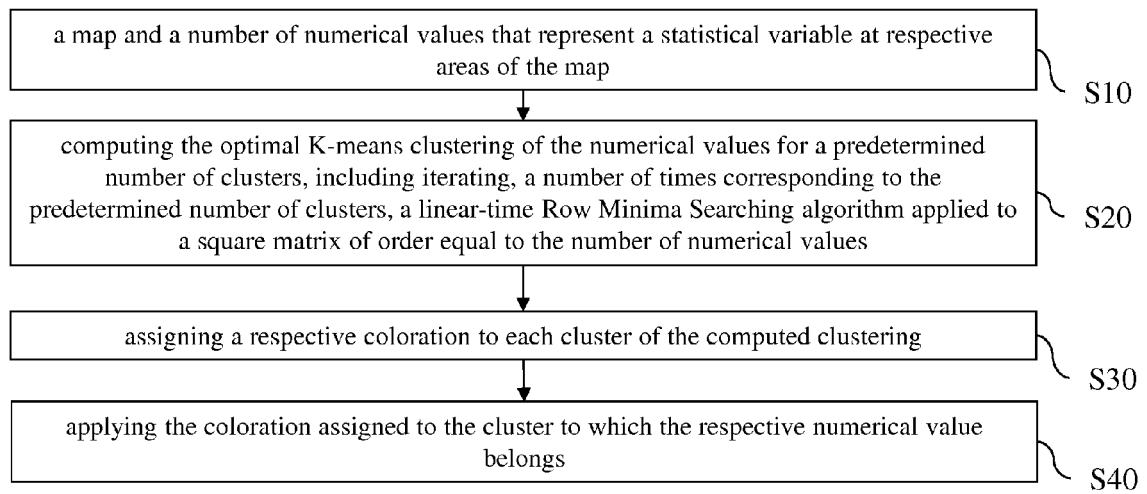 a map and a number of numerical values that represent a statistical variable at respective
areas of the map
S10
computing the optimal K-means clustering of the numerical values for a predetermined
number of clusters, including iterating, a number of times corresponding to the
predetermined number of clusters, a linear-time Row Minima Searching algorithm applied to
a square matrix of order equal to the number of numerical values
S20
assigning a respective coloration to each cluster of the computed clustering
S30
applying the coloration assigned to the cluster to which the respective numerical value
belongs
S40